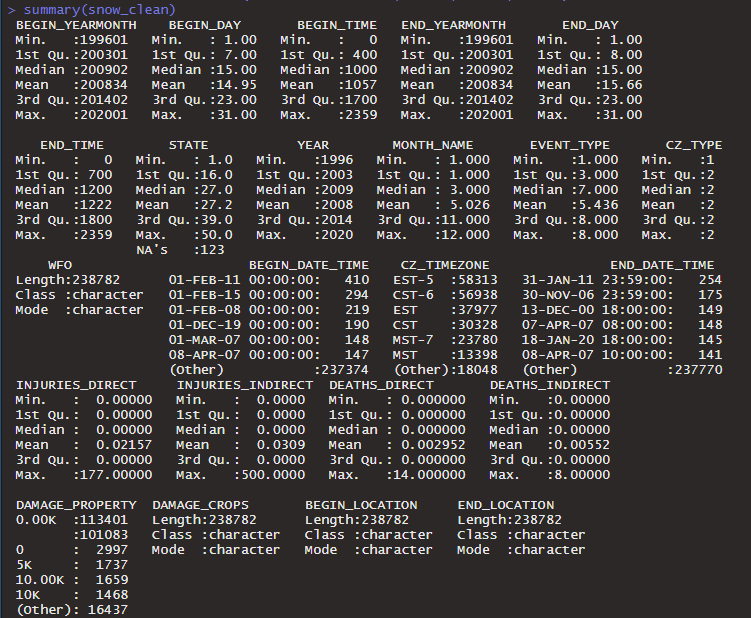 > summary(snow_clean)
BEGIN_YEARMONTH BEGIN_DAY BEGIN_TIME END_YEARMONTH END_DAY
Min. :199601 Min. : 1.00 Min. : 0 Min. :199601 Min. : 1.00
1st Qu.:200301 1st Qu.: 7.00 1st Qu.: 400 1st Qu.:200301 1st Qu.: 8.00
Median :200902 Median :15.00 Median :1000 Median :200902 Median :15.00
Mean :200834 Mean :14.95 Mean :1057 Mean :200834 Mean :15.66
3rd Qu.:201402 3rd Qu.:23.00 3rd Qu.:1700 3rd Qu.:201402 3rd Qu.:23.00
Max. :202001 Max. :31.00 Max. :2359 Max. :202001 Max. :31.00
END_TIME STATE YEAR MONTH_NAME EVENT_TYPE CZ_TYPE
Min. : 0 Min. : 1.0 Min. :1996 Min. : 1.000 Min. :1.000 Min. :1
1st Qu.: 700 1st Qu.:16.0 1st Qu.:2003 1st Qu.: 1.000 1st Qu.:3.000 1st Qu.:2
Median :1200 Median :27.0 Median :2009 Median : 3.000 Median :7.000 Median :2
Mean :1222 Mean :27.2 Mean :2008 Mean : 5.026 Mean :5.436 Mean :2
3rd Qu.:1800 3rd Qu.:39.0 3rd Qu.:2014 3rd Qu.:11.000 3rd Qu.:8.000 3rd Qu.:2
Max. :2359 Max. :50.0 Max. :2020 Max. :12.000 Max. :8.000 Max. :2
NA's :123
WFO BEGIN_DATE_TIME CZ_TIMEZONE END_DATE_TIME
Length:238782 01-FEB-11 00:00:00: 410 EST-5 :58313 31-JAN-11 23:59:00: 254
Class :character 01-FEB-15 00:00:00: 294 CST-6 :56938 30-NOV-06 23:59:00: 175
Mode :character 01-FEB-08 00:00:00: 219 EST :37977 13-DEC-00 18:00:00: 149
01-DEC-19 00:00:00: 190 CST :30328 07-APR-07 08:00:00: 148
01-MAR-07 00:00:00: 148 MST-7 :23780 18-JAN-20 18:00:00: 145
08-APR-07 00:00:00: 147 MST :13398 08-APR-07 10:00:00: 141
(Other) :237374 (Other):18048 (Other) :237770
INJURIES_DIRECT INJURIES_INDIRECT DEATHS_DIRECT DEATHS_INDIRECT
Min. : 0.00000 Min. : 0.0000 Min. : 0.000000 Min. :0.00000
1st Qu.: 0.00000 1st Qu.: 0.0000 1st Qu.: 0.000000 1st Qu.:0.00000
Median : 0.00000 Median : 0.0000 Median : 0.000000 Median :0.00000
Mean : 0.02157 Mean : 0.0309 Mean : 0.002952 Mean :0.00552
3rd Qu.: 0.00000 3rd Qu.: 0.0000 3rd Qu.: 0.000000 3rd Qu.:0.00000
Max. :177.00000 Max. :500.0000 Max. :14.000000 Max. :8.00000
DAMAGE_PROPERTY DAMAGE_CROPS BEGIN_LOCATION END_LOCATION
0.00K :113401 Length:238782 Length:238782 Length:238782
:101083 Class :character Class :character Class :character
0 : 2997 Mode :character Mode :character Mode :character
5K : 1737
10.00K : 1659
10K : 1468
(Other): 16437